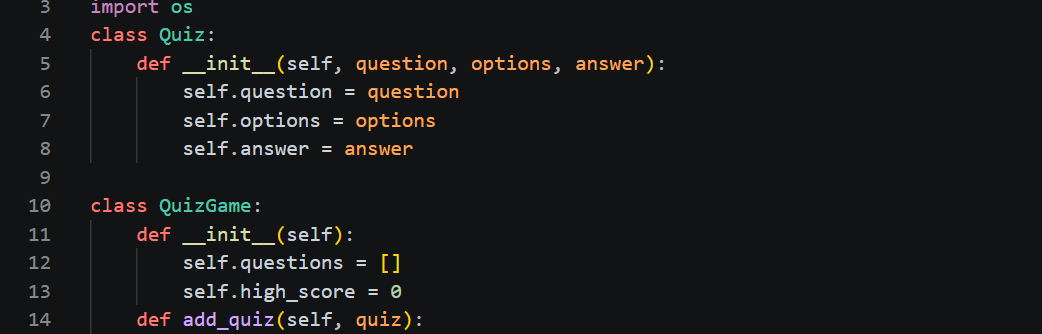 3 import os
4 class Quiz:
5     def __init__(self, question, options, answer):
6         self.question = question
7         self.options = options
8         self.answer = answer
9
10 class QuizGame:
11     def __init__(self):
12         self.questions = []
13         self.high_score = 0
14     def add_quiz(self, quiz):